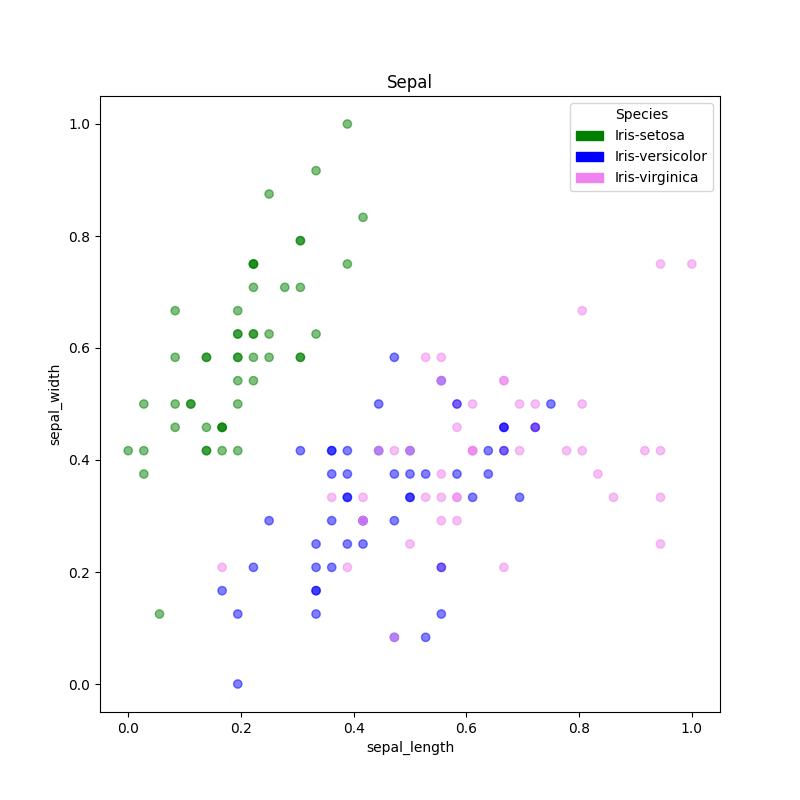 Sepal
Species
Iris-setosa
Iris-versicolor
Iris-virginica
1.0
0.8
0.6
0.4
0.2
0.0
sepal_width
0.0 0.2 0.4 0.6 0.8 1.0
sepal_length